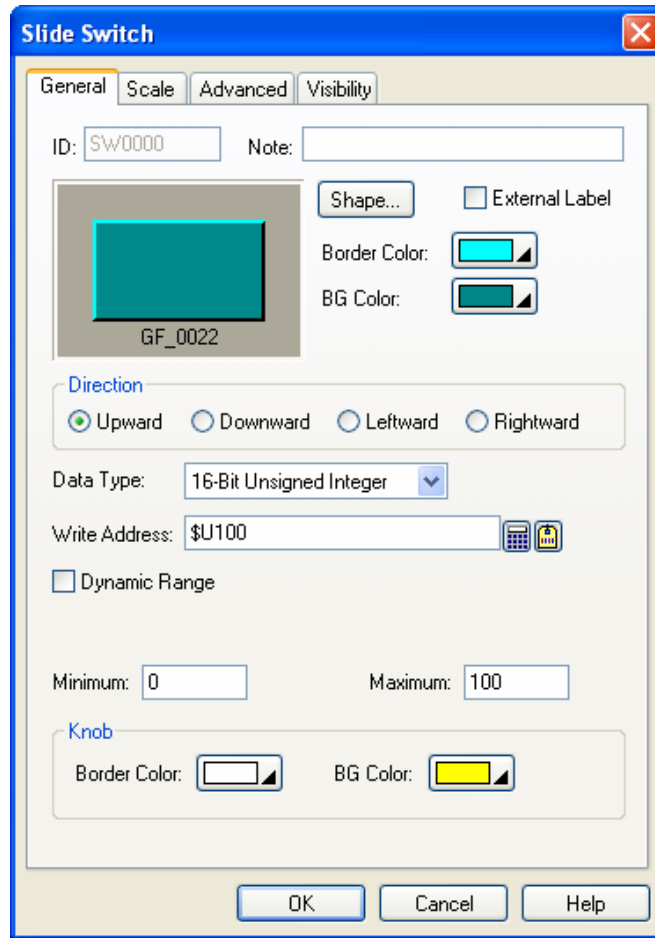 Slide Switch
General Scale Advanced Visibility
ID: SW0000 Note:
Shape... External Label
Border Color:
BG Color:
GF_0022
Direction
Upward Downward Leftward Rightward
Data Type: 16-Bit Unsigned Integer
Write Address: $U100
Dynamic Range
Minimum: 0 Maximum: 100
Knob
Border Color: BG Color:
OK Cancel Help